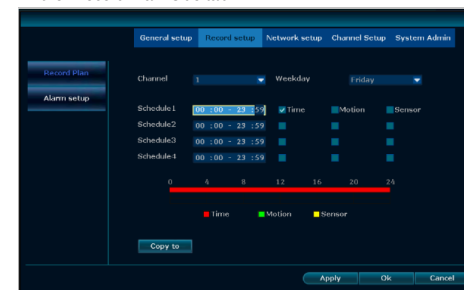 General setup Record setup Network setup Channel Setup System Admin
Record Plan
Alarm setup
Channel 1 Weekday Friday
Schedule1 00 :00 - 23 :59 Time Motion Sensor
Schedule2 00 :00 - 23 :59
Schedule3 00 :00 - 23 :59
Schedule4 00 :00 - 23 :59
0 4 8 12 16 20 24
Time Motion Sensor
Copy to
Apply Ok Cancel